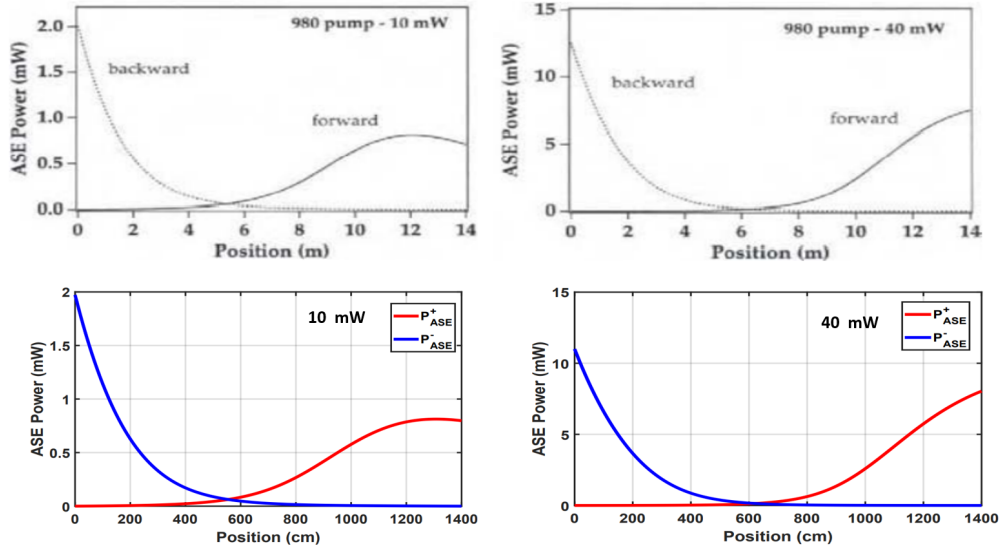 980 pump - 10 mW
ASE Power (mW)
2.0
1.5
1.0
0.5
0.0
backward
forward
0 2 4 6 8 10 12 14
Position (m)
980 pump - 40 mW
ASE Power (mW)
15
10
5
0
backward
forward
0 2 4 6 8 10 12 14
Position (m)
10 mW
P+ASE
P-ASE
ASE Power (mW)
2
1.5
1
0.5
0
0 200 400 600 800 1000 1200 1400
Position (cm)
40 mW
P+ASE
P-ASE
ASE Power (mW)
15
10
5
0
0 200 400 600 800 1000 1200 1400
Position (cm)